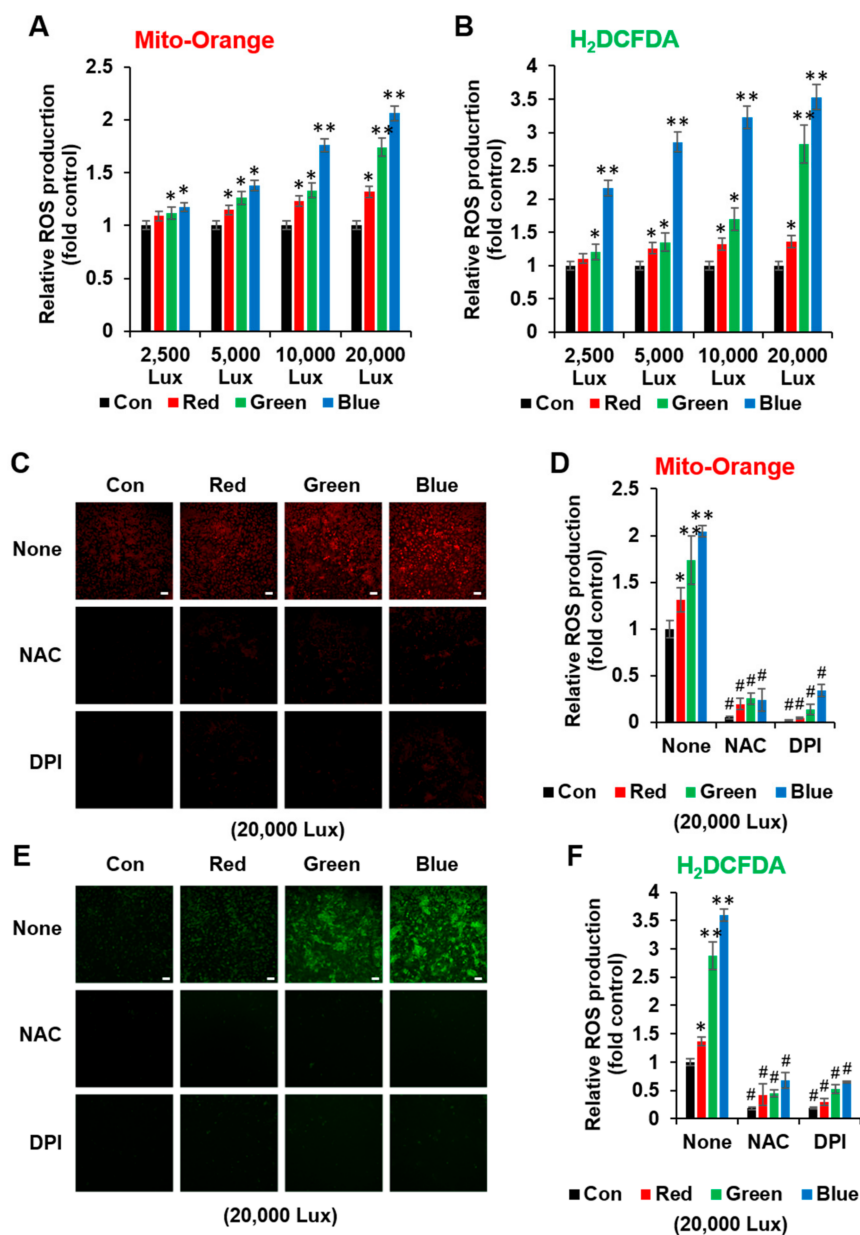 A
Mito-Orange
Relative ROS producrtion
(fold control)
2.5
2
1.5
1
0.5
0
* *
* * *
* * * *
* * * * *
2,500
Lux
5,000
Lux
10,000
Lux
20,000
Lux
Con Red Green Blue
B
H₂DCFDA
Relative ROS producrtion
(fold control)
4
3.5
3
2.5
2
1.5
1
0.5
0
* **
* * **
* * **
* ** **
2,500
Lux
5,000
Lux
10,000
Lux
20,000
Lux
Con Red Green Blue
C
Con Red Green Blue
None
NAC
DPI
(20,000 Lux)
D
Mito-Orange
Relative ROS production
(fold control)
2.5
2
1.5
1
0.5
0
* ** **
# # # #
## # #
None NAC DPI
Con Red Green Blue
(20,000 Lux)
E
Con Red Green Blue
None
NAC
DPI
(20,000 Lux)
F
H₂DCFDA
Relative ROS production
(fold control)
4
3.5
3
2.5
2
1.5
1
0.5
0
* ** **
# # # #
# # # #
None NAC DPI
Con Red Green Blue
(20,000 Lux)